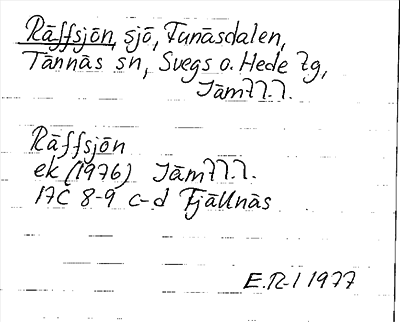 Räffsjön, sjö, Funäsdalen,
Tännäs sn, Svegs o. Hede tg,
Jämtl.l.
Räffsjön
ek (1976) Jämtl.l.
17C 8-9 c-d Fjällnäs
E.R-l 1977